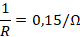 1/R = 0,15/Ω